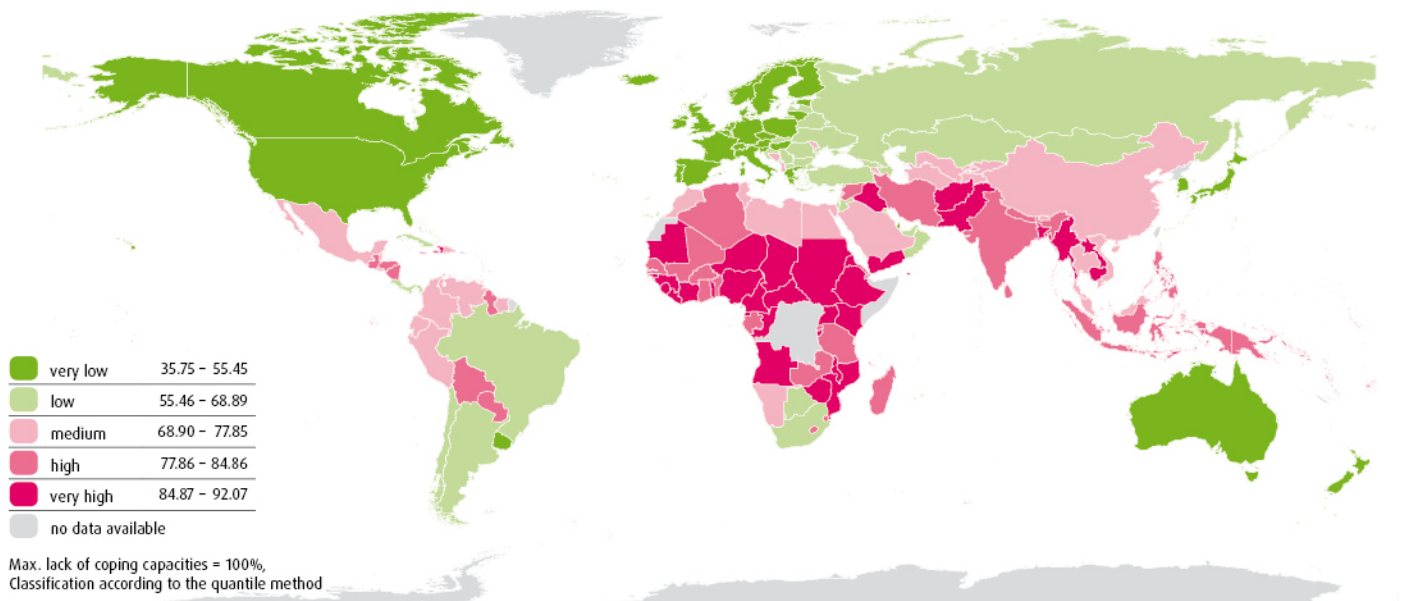 very low 35.75 – 55.45
low 55.46 – 68.89
medium 68.90 – 77.85
high 77.86 – 84.86
very high 84.87 – 92.07
no data available
Max. lack of coping capacities = 100%,
Classification according to the quantile method